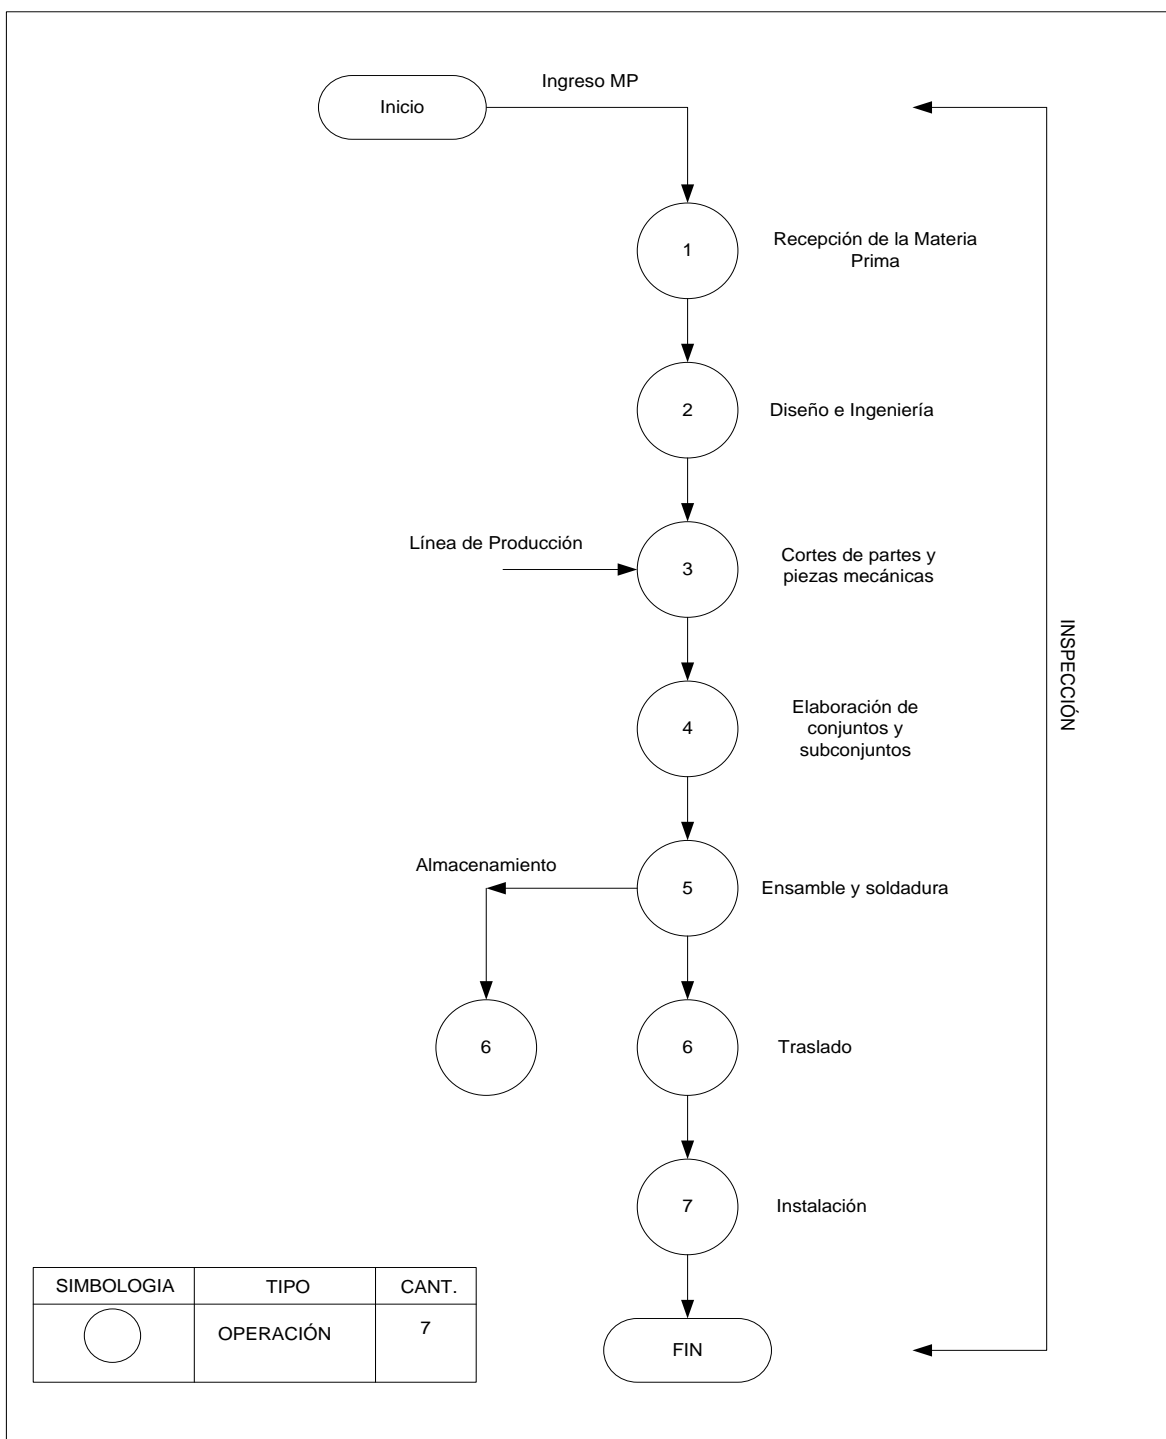 Ingreso MP
Inicio
1
Recepción de la Materia
Prima
2
Diseño e Ingeniería
Línea de Producción
3
Cortes de partes y
piezas mecánicas
INSPECCIÓN
4
Elaboración de
conjuntos y
subconjuntos
Almacenamiento
5
Ensamble y soldadura
6
6
Traslado
7
Instalación
SIMBOLOGIA
TIPO
CANT.
OPERACIÓN
7
FIN